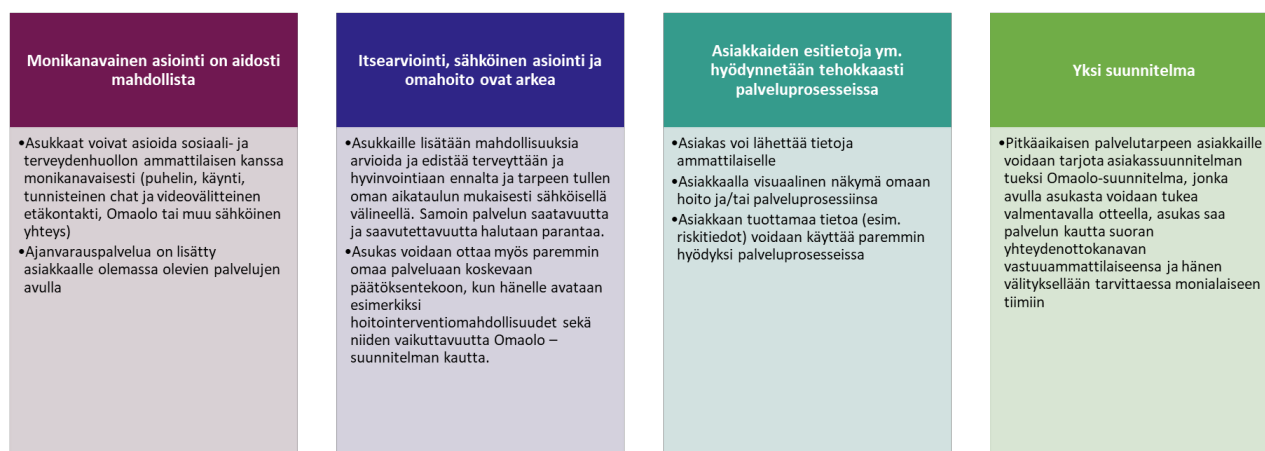 Monikanavainen asiointi on aidosti
mahdollista
•Asukkaat voivat asioida sosiaali- ja
terveydenhuollon ammattilaisen kanssa
monikanavaisesti (puhelin, käynti,
tunnisteinen chat ja videovälitteinen
etäkontakti, Omaolo tai muu sähköinen
yhteys)
•Ajanvarauspalvelua on lisätty
asiakkaalle olemassa olevien palvelujen
avulla
Itsearviointi, sähköinen asiointi ja
omahoito ovat arkea
•Asukkaille lisätään mahdollisuuksia
arvioida ja edistää terveyttään ja
hyvinvointiaan ennalta ja tarpeen tullen
oman aikataulun mukaisesti sähköisellä
välineellä. Samoin palvelun saatavuutta
ja saavutettavuutta halutaan parantaa.
•Asukas voidaan ottaa myös paremmin
omaa palveluaan koskevaan
päätöksentekoon, kun hänelle avataan
esimerkiksi
hoitointerventiomahdollisuudet sekä
niiden vaikuttavuutta Omaolo –
suunnitelman kautta.
Asiakkaiden esitietoja ym.
hyödynnetään tehokkaasti
palveluprosesseissa
•Asiakas voi lähettää tietoja
ammattilaiselle
•Asiakkaalla visuaalinen näkymä omaan
hoito ja/tai palveluprosessiinsa
•Asiakkaan tuottamaa tietoa (esim.
riskitiedot) voidaan käyttää paremmin
hyödyksi palveluprosesseissa
Yksi suunnitelma
•Pitkäaikaisen palvelutarpeen asiakkaille
voidaan tarjota asiakassuunnitelman
tueksi Omaolo-suunnitelma, jonka
avulla asukasta voidaan tukea
valmentavalla otteella, asukas saa
palvelun kautta suoran
yhteydenottokanavan
vastuuammattilaiseensa ja hänen
välityksellään tarvittaessa monialaiseen
tiimiin